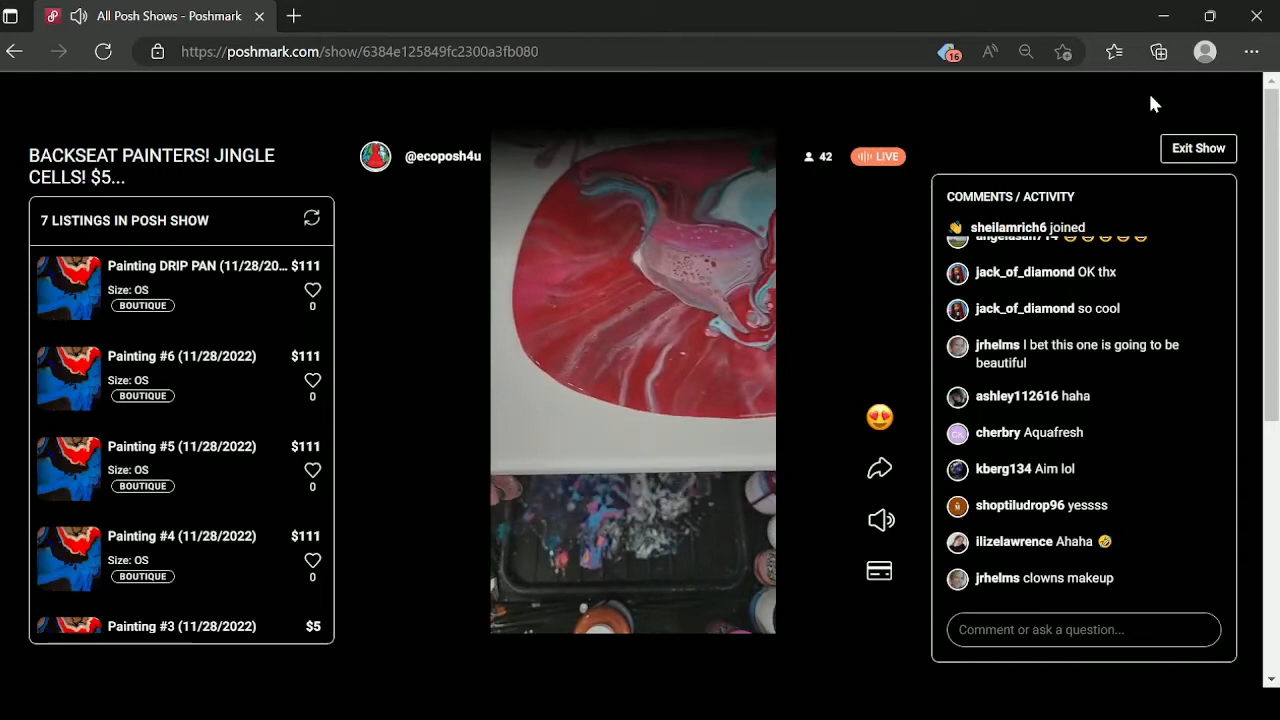 All Posh Shows - Poshmark
https://poshmark.com/show/6384e125849fc2300a3fb080
16
BACKSEAT PAINTERS! JINGLE
CELLS! $5...
@ecoposh4u
42
LIVE
Exit Show
7 LISTINGS IN POSH SHOW
Painting DRIP PAN (11/28/20... $111
Size: OS
BOUTIQUE
0
Painting #6 (11/28/2022) $111
Size: OS
BOUTIQUE
0
Painting #5 (11/28/2022) $111
Size: OS
BOUTIQUE
0
Painting #4 (11/28/2022) $111
Size: OS
BOUTIQUE
0
Painting #3 (11/28/2022) $5
COMMENTS / ACTIVITY
👋 sheilamrich6 joined
jack_of_diamond OK thx
jack_of_diamond so cool
jrhelms I bet this one is going to be
beautiful
ashley112616 haha
cherbry Aquafresh
kberg134 Aim lol
shoptiludrop96 yessss
ilizelawrence Ahaha 🤣
jrhelms clowns makeup
Comment or ask a question...